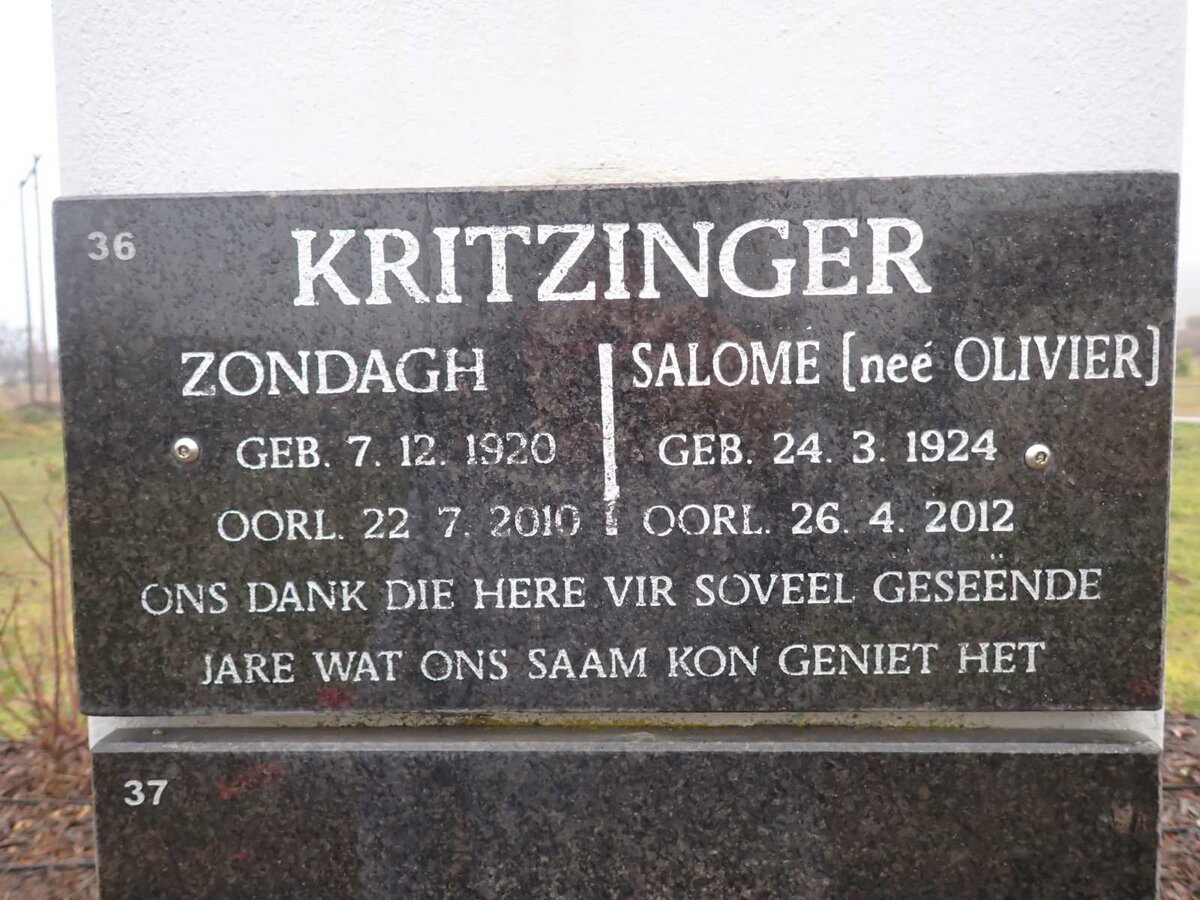 36
KRITZINGER
ZONDAGH
GEB. 7. 12. 1920
OORL. 22 7. 2010
SALOMÉ [neé OLIVIER]
GEB. 24. 3. 1924
OORL. 26. 4. 2012
ONS DANK DIE HERE VIR SOVEEL GESEËNDE
JARE WAT ONS SAAM KON GENIET HET
37